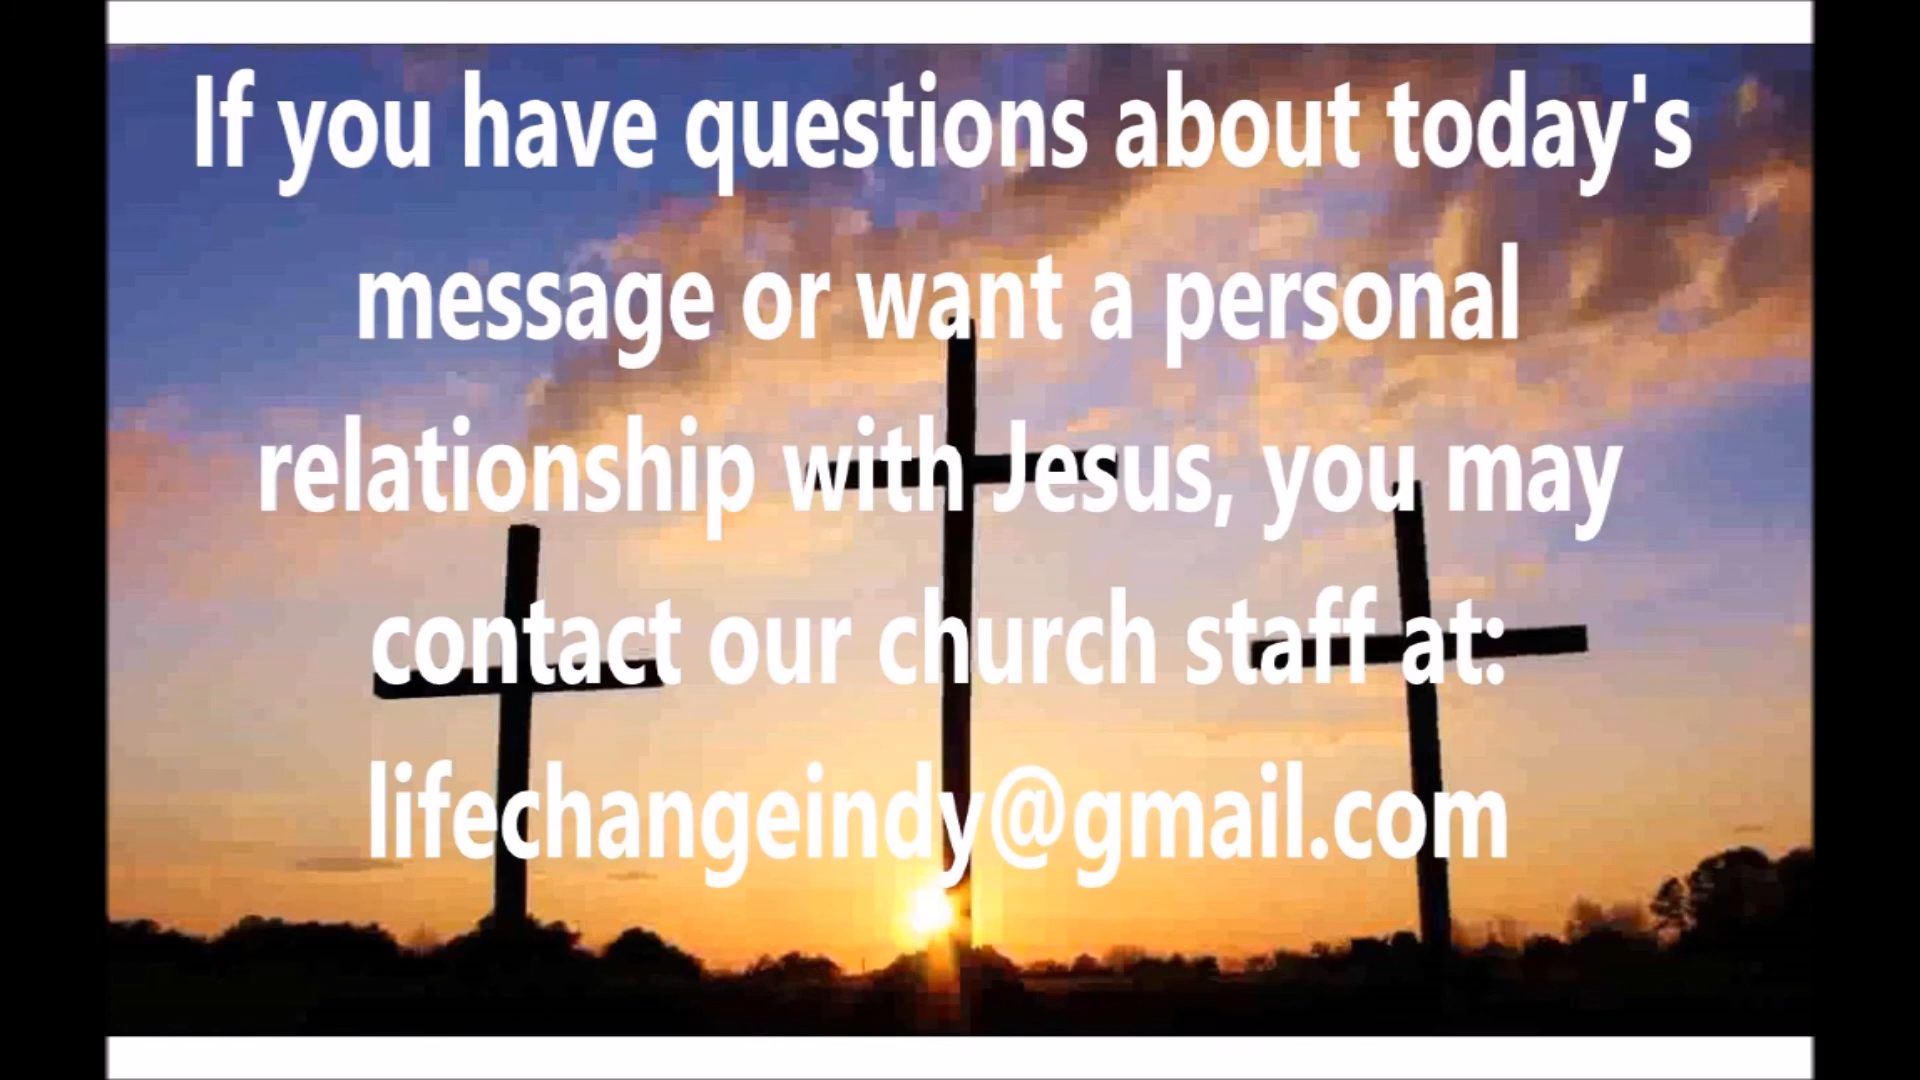 If you have questions about today's
message or want a personal
relationship with Jesus, you may
contact our church staff at:
lifechangeindy@gmail.com